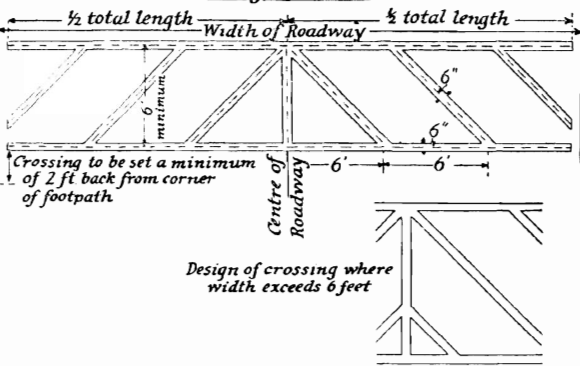 ½ total length
½ total length
Width of Roadway
6' minimum
6"
6"
6'
6'
Crossing to be set a minimum
of 2 ft back from corner
of footpath
Centre of
Roadway
Design of crossing where
width exceeds 6 feet